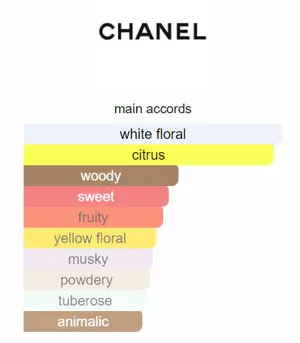 CHANEL
main accords
white floral
citrus
woody
sweet
fruity
yellow floral
musky
powdery
tuberose
animalic